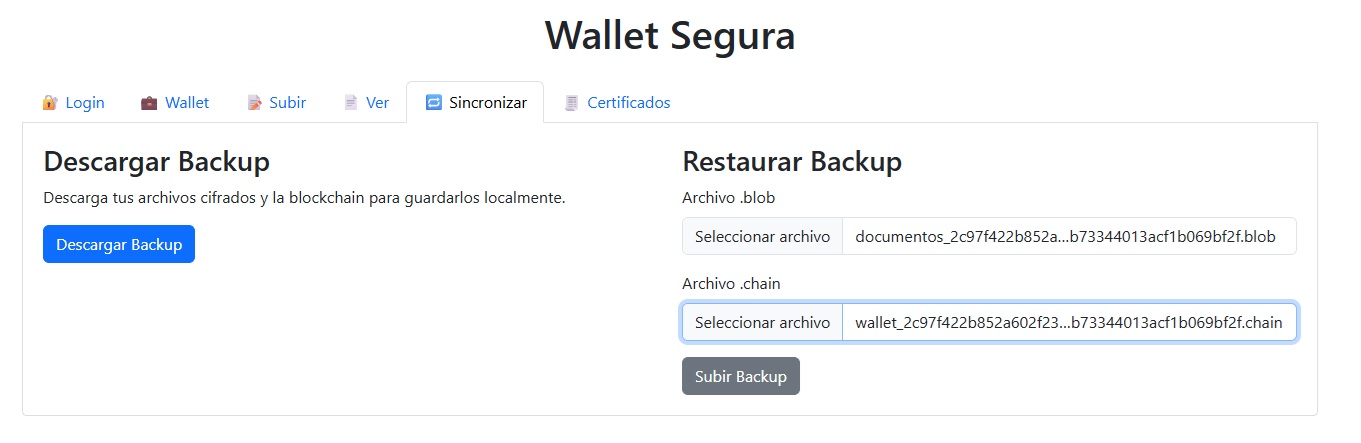 Wallet Segura
Login
Wallet
Subir
Ver
Sincronizar
Certificados
Descargar Backup
Descarga tus archivos cifrados y la blockchain para guardarlos localmente.
Descargar Backup
Restaurar Backup
Archivo .blob
Seleccionar archivo documentos_2c97f422b852a...b73344013acf1b069bf2f.blob
Archivo .chain
Seleccionar archivo wallet_2c97f422b852a602f23...b73344013acf1b069bf2f.chain
Subir Backup